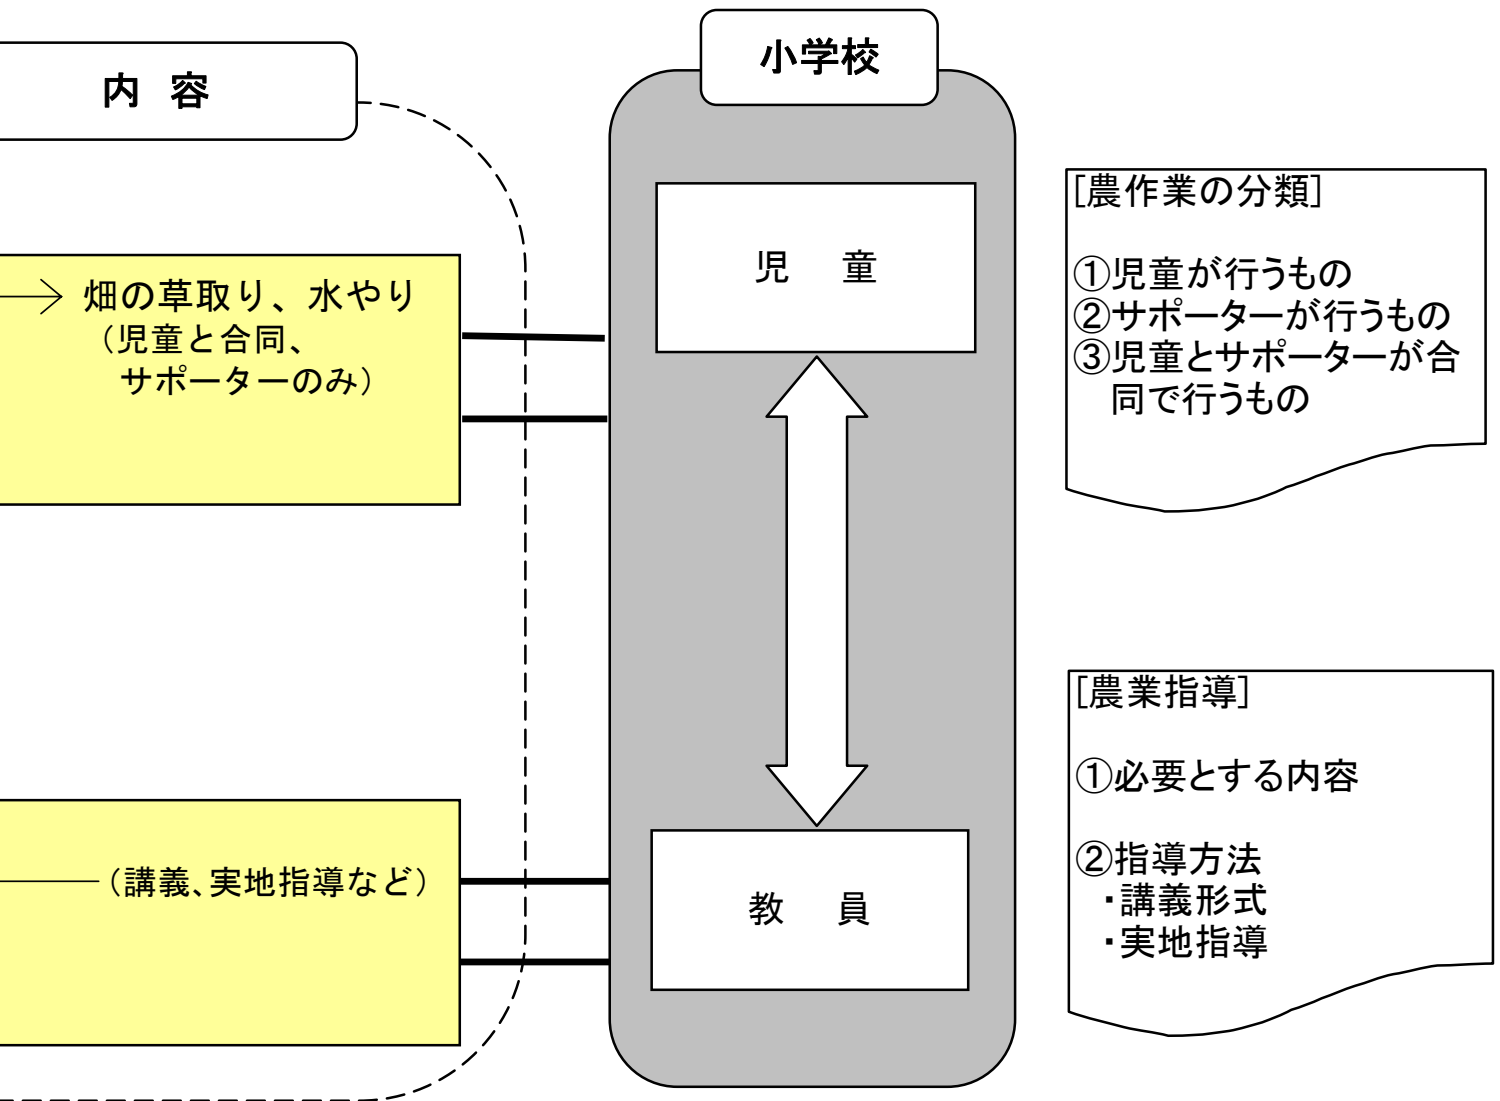 内 容
畑の草取り、水やり
（児童と合同、
サポーターのみ）
（講義、実地指導など）
小学校
児 童
教 員
[農作業の分類]
①児童が行うもの
②サポーターが行うもの
③児童とサポーターが合
同で行うもの
[農業指導]
①必要とする内容
②指導方法
・講義形式
・実地指導